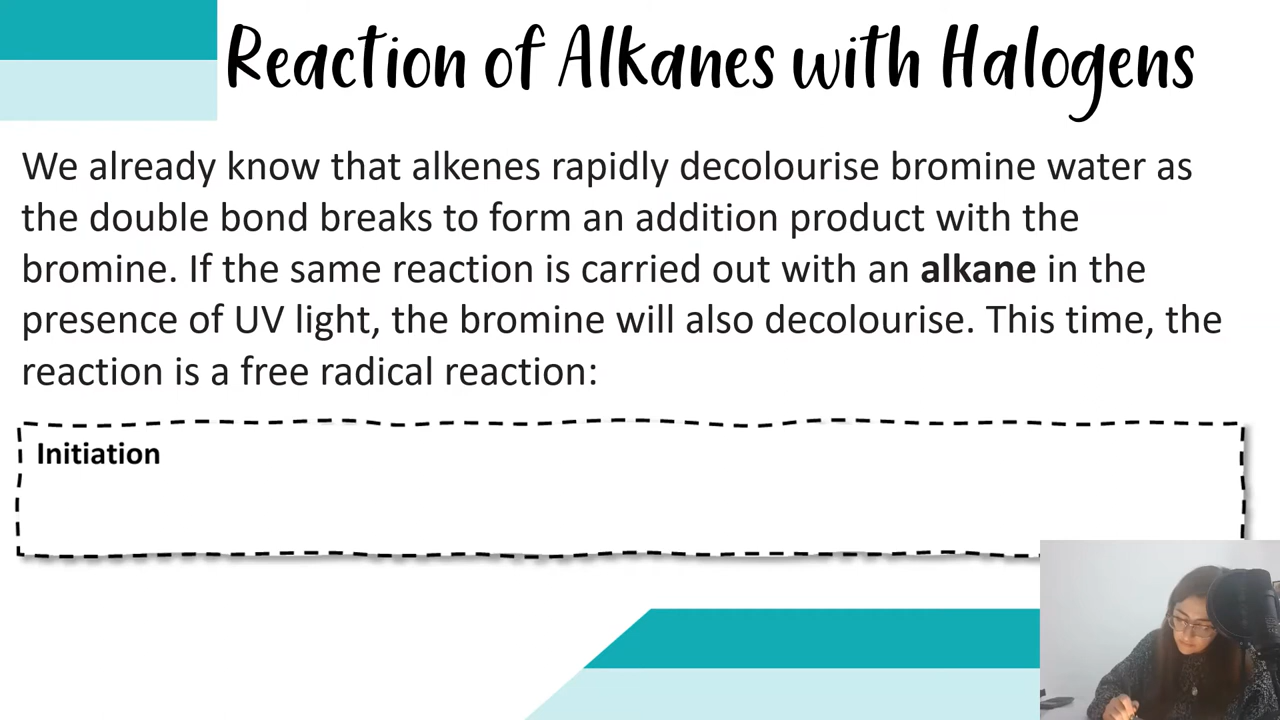 Reaction of Alkanes with Halogens
We already know that alkenes rapidly decolourise bromine water as
the double bond breaks to form an addition product with the
bromine. If the same reaction is carried out with an alkane in the
presence of UV light, the bromine will also decolourise. This time, the
reaction is a free radical reaction:
Initiation